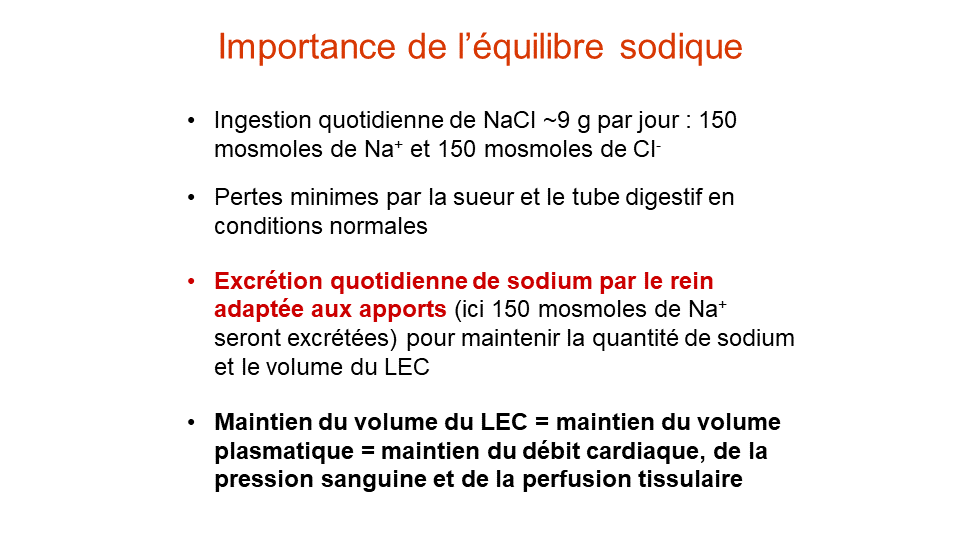 Importance de l’équilibre sodique
• Ingestion quotidienne de NaCl ~9 g par jour : 150
mosmoles de Na⁺ et 150 mosmoles de Cl⁻
• Pertes minimes par la sueur et le tube digestif en
conditions normales
• Excrétion quotidienne de sodium par le rein
adaptée aux apports (ici 150 mosmoles de Na⁺
seront excrétées) pour maintenir la quantité de sodium
et le volume du LEC
• Maintien du volume du LEC = maintien du volume
plasmatique = maintien du débit cardiaque, de la
pression sanguine et de la perfusion tissulaire